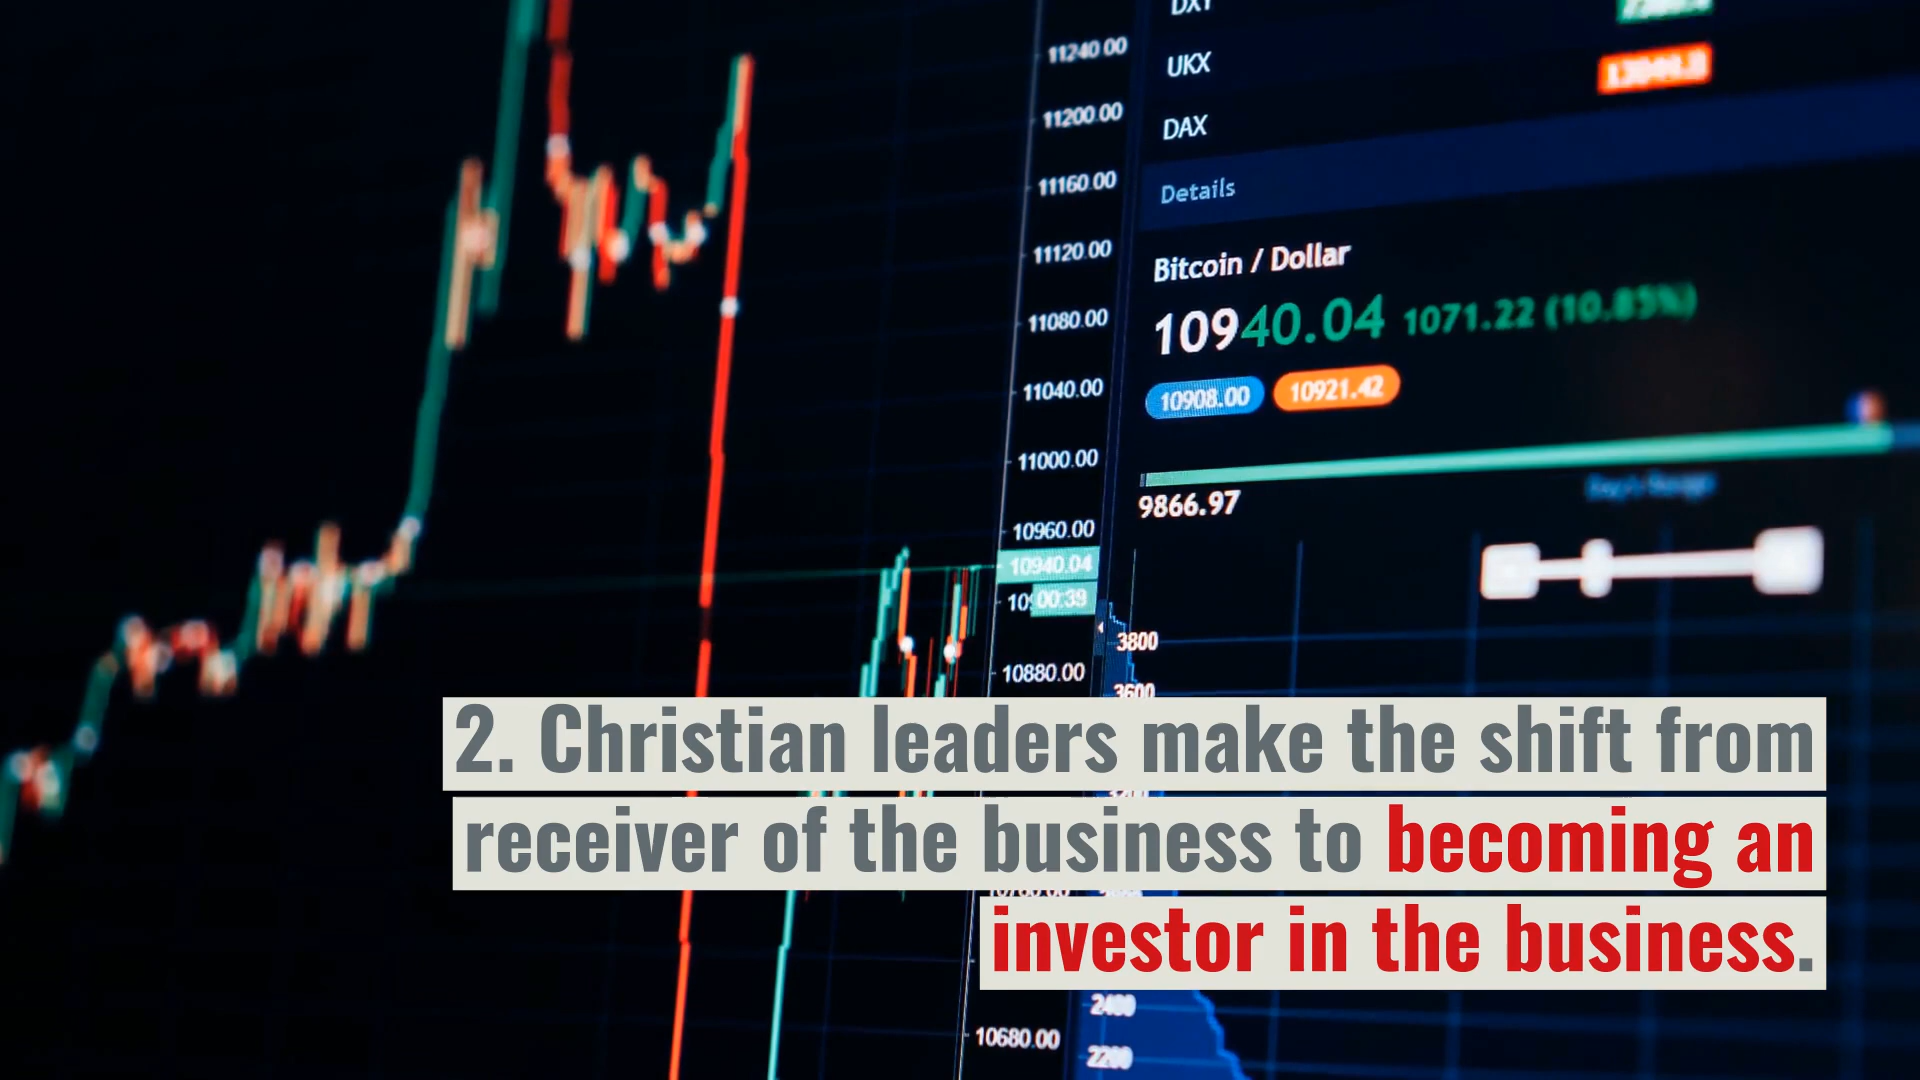 DXY
UKX
DAX
Details
Bitcoin / Dollar
10940.04 1071.22 (10.85%)
10908.00 10921.42
9866.97
11240.00
11200.00
11160.00
11120.00
11080.00
11040.00
11000.00
10960.00
10940.04
00:39
10880.00
3800
3600
2. Christian leaders make the shift from
receiver of the business to becoming an
investor in the business.
2400
10680.00
2200